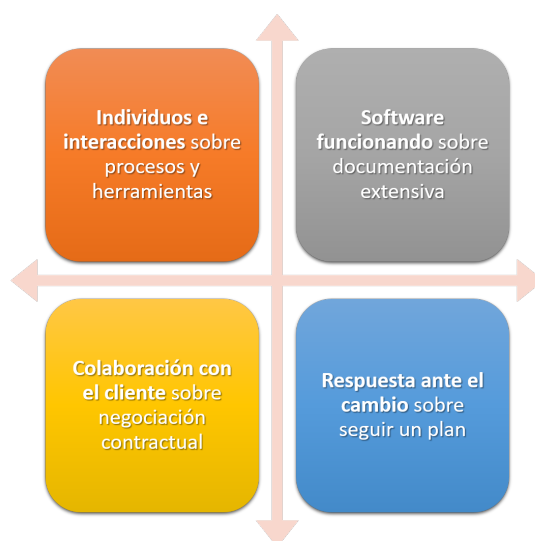 Individuos e
interacciones sobre
procesos y
herramientas
Software
funcionando sobre
documentación
extensiva
Colaboración con
el cliente sobre
negociación
contractual
Respuesta ante el
cambio sobre
seguir un plan